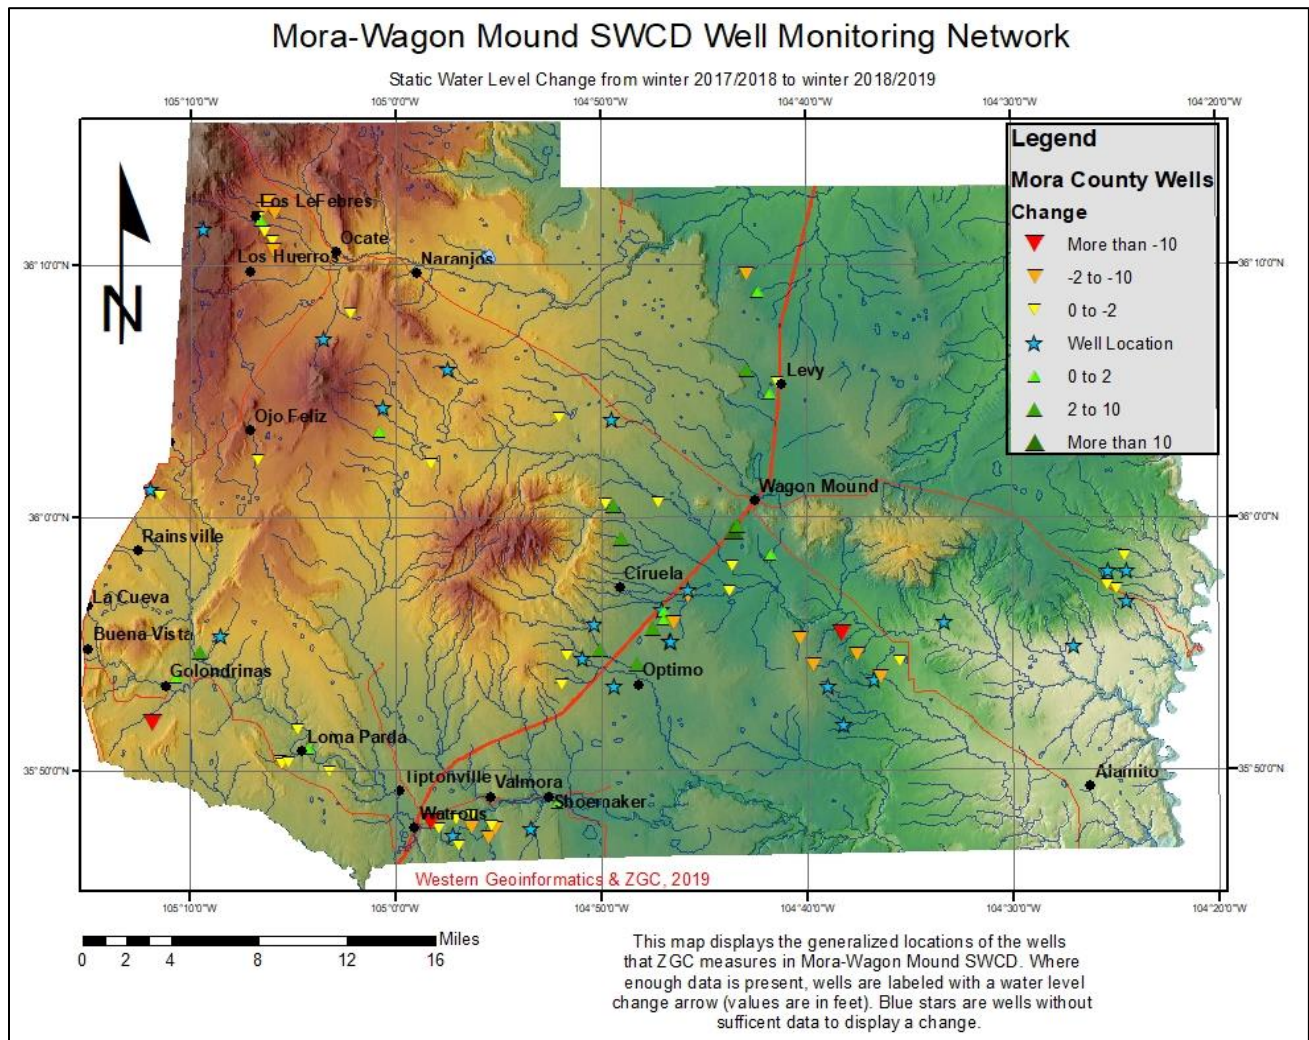 Mora-Wagon Mound SWCD Well Monitoring Network
Static Water Level Change from winter 2017/2018 to winter 2018/2019
105°10'0"W 105°0'0"W 104°50'0"W 104°40'0"W 104°30'0"W 104°20'0"W
Legend
Mora County Wells
Change
More than -10
-2 to -10
0 to -2
Well Location
0 to 2
2 to 10
More than 10
N
Los LeFebres
Ocate
Los Huerros
Naranjos
36°10'0"N 36°10'0"N
Levy
Ojo Feliz
Wagon Mound
36°0'0"N 36°0'0"N
Rainsville
Ciruela
La Cueva
Buena Vista
Golondrinas
Optimo
Loma Parda
35°50'0"N 35°50'0"N
Alamito
Tiptonville
Valmora
Shoemaker
Watrous
Western Geoinformatics & ZGC, 2019
105°10'0"W 105°0'0"W 104°50'0"W 104°40'0"W 104°30'0"W 104°20'0"W
Miles
0 2 4 8 12 16
This map displays the generalized locations of the wells
that ZGC measures in Mora-Wagon Mound SWCD. Where
enough data is present, wells are labeled with a water level
change arrow (values are in feet). Blue stars are wells without
sufficent data to display a change.